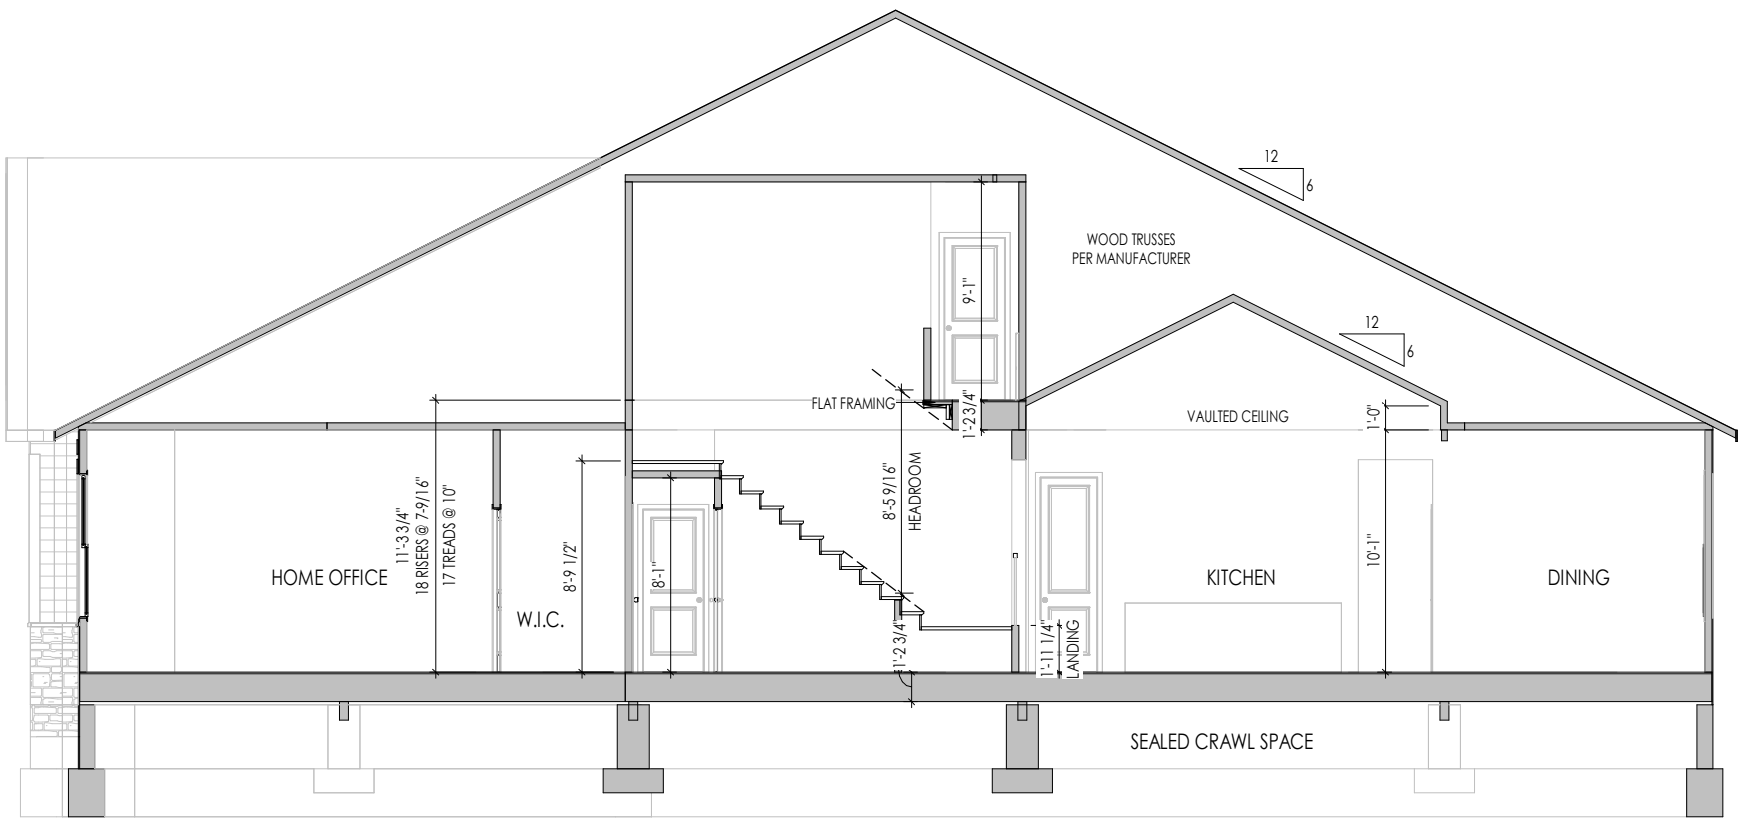 12
6
WOOD TRUSSES
PER MANUFACTURER
9'-1"
12
6
FLAT FRAMING
1'-2 3/4"
VAULTED CEILING
1'-0"
11'-3 3/4"
18 RISERS @ 7-9/16"
17 TREADS @ 10"
8'-5 9/16"
HEADROOM
HOME OFFICE
8'-9 1/2"
8'-1"
KITCHEN
10'-1"
DINING
W.I.C.
1'-2 3/4"
1'-11 1/4"
LANDING
SEALED CRAWL SPACE